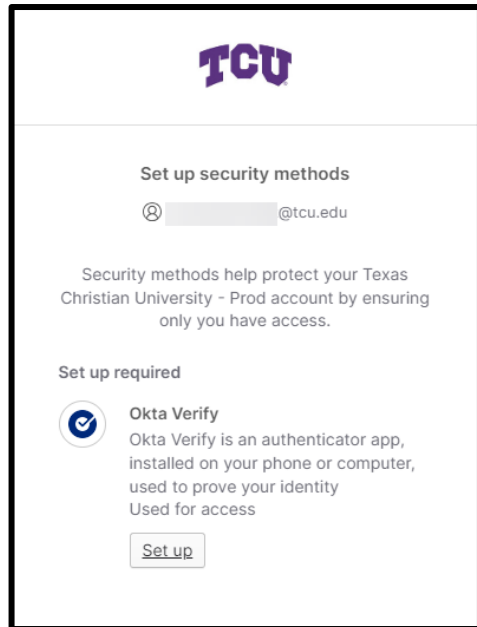 TCU
Set up security methods
@tcu.edu
Security methods help protect your Texas
Christian University - Prod account by ensuring
only you have access.
Set up required
Okta Verify
Okta Verify is an authenticator app,
installed on your phone or computer,
used to prove your identity
Used for access
Set up